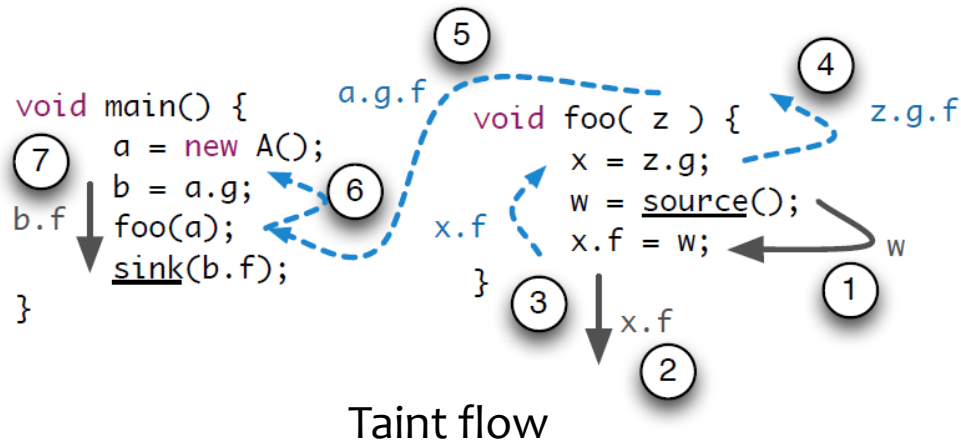 void main() {
a = new A();
b = a.g;
foo(a);
sink(b.f);
}
7
b.f
6
5
a.g.f
void foo( z ) {
x = z.g;
w = source();
x.f = w;
}
4
z.g.f
x.f
3
w
1
x.f
2
Taint flow